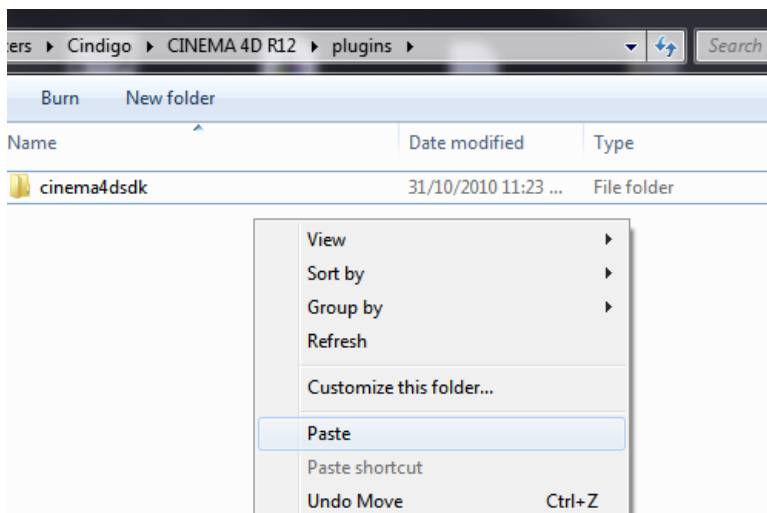 ters ▸ Cindigo ▸ CINEMA 4D R12 ▸ plugins ▸ Search
Burn New folder
Name Date modified Type
cinema4dsdk 31/10/2010 11:23 ... File folder
View
Sort by
Group by
Refresh
Customize this folder...
Paste
Paste shortcut
Undo Move Ctrl+Z